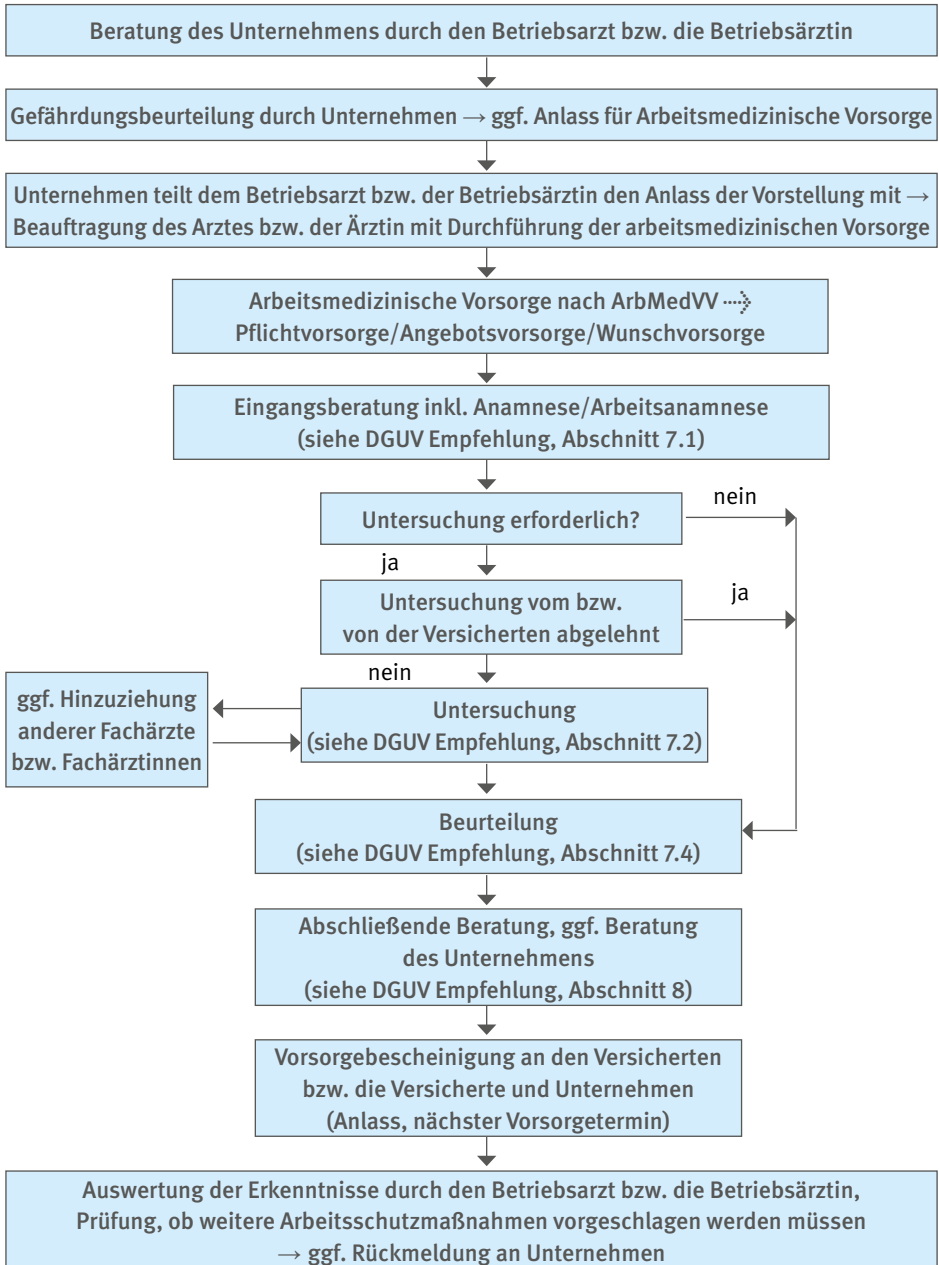 Beratung des Unternehmens durch den Betriebsarzt bzw. die Betriebsärztin
Gefährdungsbeurteilung durch Unternehmen → ggf. Anlass für Arbeitsmedizinische Vorsorge
Unternehmen teilt dem Betriebsarzt bzw. der Betriebsärztin den Anlass der Vorstellung mit →
Beauftragung des Arztes bzw. der Ärztin mit Durchführung der arbeitsmedizinischen Vorsorge
Arbeitsmedizinische Vorsorge nach ArbMedVV ⤑
Pflichtvorsorge/Angebotsvorsorge/Wunschvorsorge
Eingangsberatung inkl. Anamnese/Arbeitsanamnese
(siehe DGUV Empfehlung, Abschnitt 7.1)
Untersuchung erforderlich?
nein
ja
Untersuchung vom bzw.
von der Versicherten abgelehnt
ja
nein
ggf. Hinzuziehung
anderer Fachärzte
bzw. Fachärztinnen
Untersuchung
(siehe DGUV Empfehlung, Abschnitt 7.2)
Beurteilung
(siehe DGUV Empfehlung, Abschnitt 7.4)
Abschließende Beratung, ggf. Beratung
des Unternehmens
(siehe DGUV Empfehlung, Abschnitt 8)
Vorsorgebescheinigung an den Versicherten
bzw. die Versicherte und Unternehmen
(Anlass, nächster Vorsorgetermin)
Auswertung der Erkenntnisse durch den Betriebsarzt bzw. die Betriebsärztin,
Prüfung, ob weitere Arbeitsschutzmaßnahmen vorgeschlagen werden müssen
→ ggf. Rückmeldung an Unternehmen